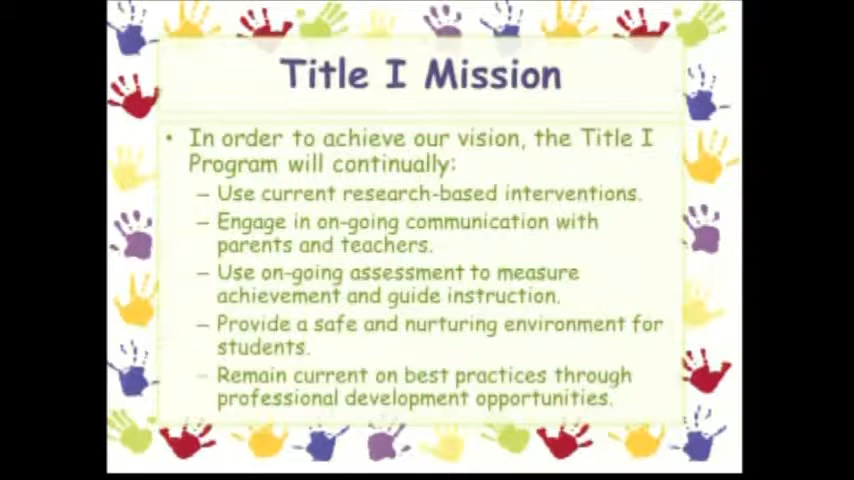 Title I Mission
• In order to achieve our vision, the Title I
Program will continually:
– Use current research-based interventions.
– Engage in on-going communication with
parents and teachers.
– Use on-going assessment to measure
achievement and guide instruction.
– Provide a safe and nurturing environment for
students.
– Remain current on best practices through
professional development opportunities.